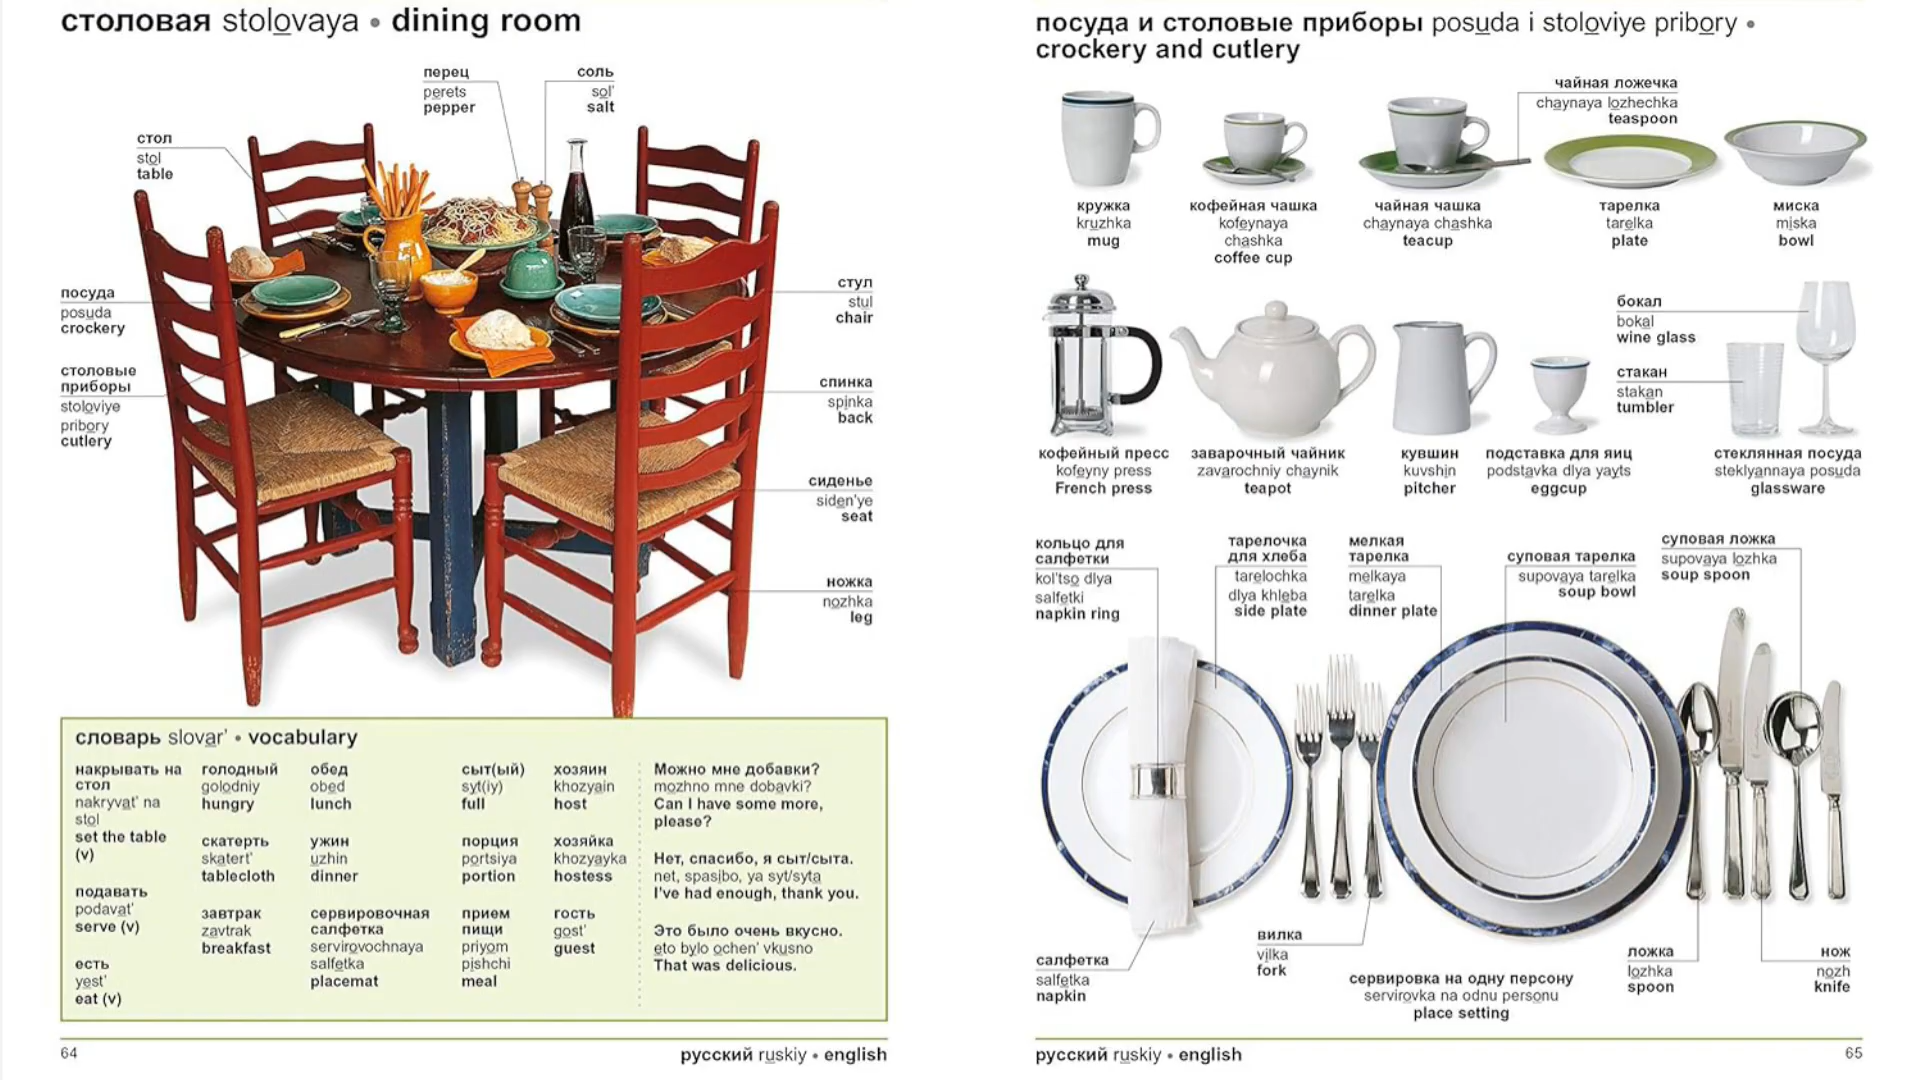 столовая stolovaya • dining room
перец
perets
pepper
соль
sol'
salt
стол
stol
table
посуда
posuda
crockery
столовые
приборы
stoloviye
pribory
cutlery
стул
stul
chair
спинка
spinka
back
сиденье
siden'ye
seat
ножка
nozhka
leg
словарь slovar' • vocabulary
накрывать на
стол
nakryvat' na
stol
set the table
(v)
подавать
podavat'
serve (v)
есть
yest'
eat (v)
голодный
golodniy
hungry
скатерть
skatert'
tablecloth
завтрак
zavtrak
breakfast
обед
obed
lunch
ужин
uzhin
dinner
сервировочная
салфетка
servirovochnaya
salfetka
placemat
сыт(ый)
syt(iy)
full
порция
portsiya
portion
прием
пищи
priyom
pishchi
meal
хозяин
khozyain
host
хозяйка
khozyayka
hostess
гость
gost'
guest
Можно мне добавки?
mozhno mne dobavki?
Can I have some more,
please?
Нет, спасибо, я сыт/сыта.
net, spasibo, ya syt/syta
I've had enough, thank you.
Это было очень вкусно.
eto bylo ochen' vkusno
That was delicious.
64
русский ruskiy • english
посуда и столовые приборы posuda i stoloviye pribory •
crockery and cutlery
чайная ложечка
chaynaya lozhechka
teaspoon
кружка
kruzhka
mug
кофейная чашка
kofeynaya
chashka
coffee cup
чайная чашка
chaynaya chashka
teacup
тарелка
tarelka
plate
миска
miska
bowl
бокал
bokal
wine glass
стакан
stakan
tumbler
кофейный пресс
kofeyny press
French press
заварочный чайник
zavarochniy chaynik
teapot
кувшин
kuvshin
pitcher
подставка для яиц
podstavka dlya yayts
eggcup
стеклянная посуда
steklyannaya posuda
glassware
кольцо для
салфетки
kol'tso dlya
salfetki
napkin ring
тарелочка
для хлеба
tarelochka
dlya khleba
side plate
мелкая
тарелка
melkaya
tarelka
dinner plate
суповая тарелка
supovaya tarelka
soup bowl
суповая ложка
supovaya lozhka
soup spoon
салфетка
salfetka
napkin
вилка
vilka
fork
сервировка на одну персону
servirovka na odnu personu
place setting
ложка
lozhka
spoon
нож
nozh
knife
русский ruskiy • english
65